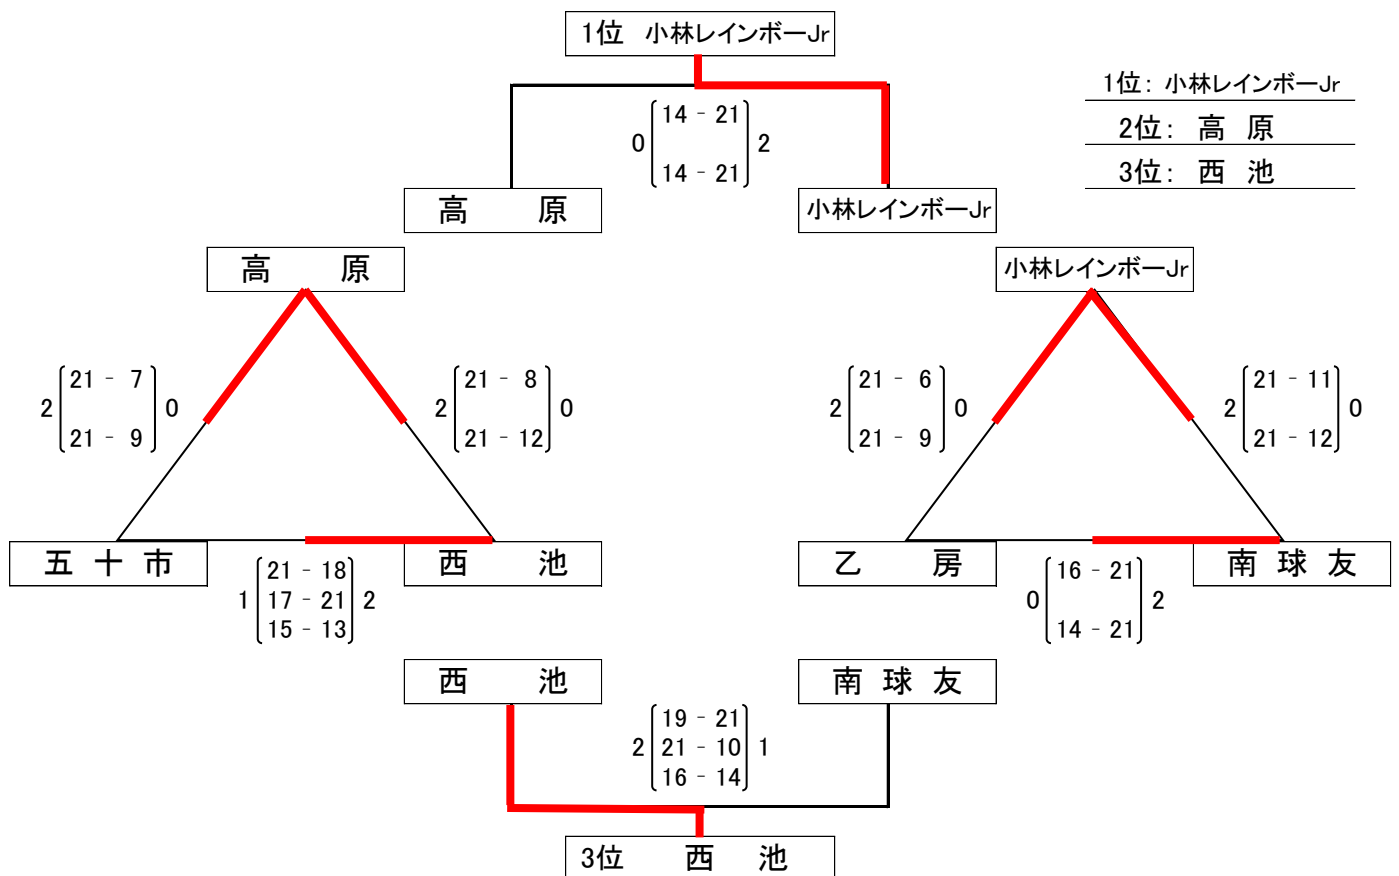 1位 小林レインボーJr
1位: 小林レインボーJr
2位: 高 原
3位: 西 池
14 - 21
0 2
14 - 21
高 原 小林レインボーJr
高 原 小林レインボーJr
21 - 7 21 - 8 21 - 6 21 - 11
2 0 2 0 2 0 2 0
21 - 9 21 - 12 21 - 9 21 - 12
五 十 市 西 池 乙 房 南 球 友
21 - 18 16 - 21
1 17 - 21 2 0 2
15 - 13 14 - 21
西 池 南 球 友
19 - 21
2 21 - 10 1
16 - 14
3位 西 池